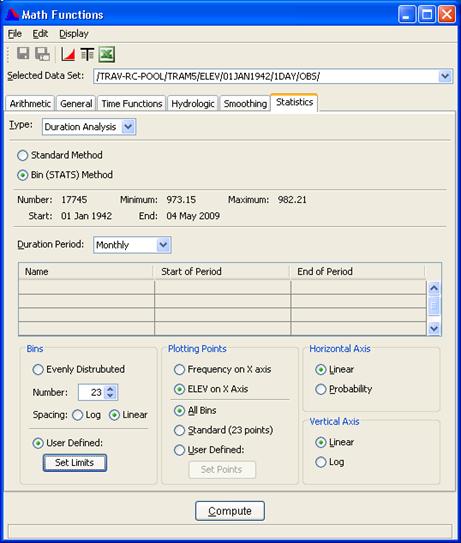 Math Functions
File Edit Display
Selected Data Set: /TRAV-RC-POOL/TRAM5/ELEV/01JAN1942/1DAY/OBS/
Arithmetic General Time Functions Hydrologic Smoothing Statistics
Type: Duration Analysis
Standard Method
Bin (STATS) Method
Number: 17745 Minimum: 973.15 Maximum: 982.21
Start: 01 Jan 1942 End: 04 May 2009
Duration Period: Monthly
Name Start of Period End of Period
Bins
Evenly Distrubuted
Number: 23
Spacing: Log Linear
User Defined:
Set Limits
Plotting Points
Frequency on X axis
ELEV on X Axis
All Bins
Standard (23 points)
User Defined:
Set Points
Horizontal Axis
Linear
Probability
Vertical Axis
Linear
Log
Compute